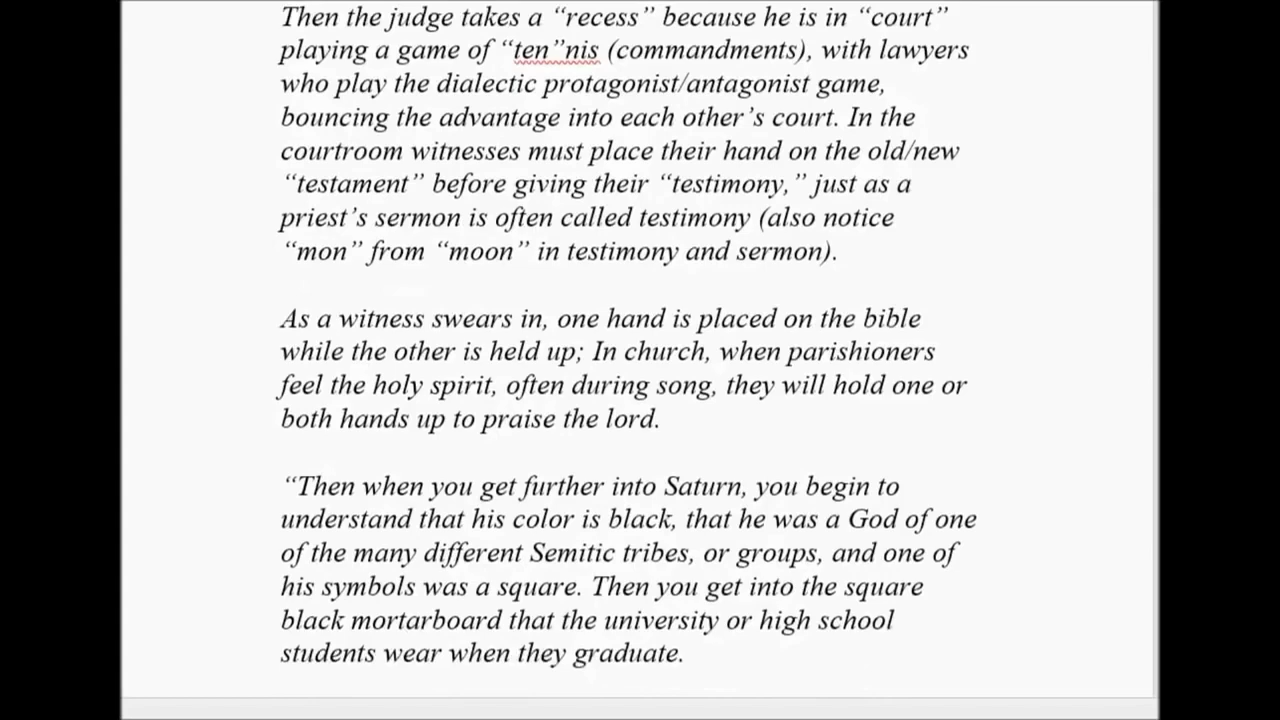 Then the judge takes a “recess” because he is in “court”
playing a game of “ten”nis (commandments), with lawyers
who play the dialectic protagonist/antagonist game,
bouncing the advantage into each other’s court. In the
courtroom witnesses must place their hand on the old/new
“testament” before giving their “testimony,” just as a
priest’s sermon is often called testimony (also notice
“mon” from “moon” in testimony and sermon).
As a witness swears in, one hand is placed on the bible
while the other is held up; In church, when parishioners
feel the holy spirit, often during song, they will hold one or
both hands up to praise the lord.
“Then when you get further into Saturn, you begin to
understand that his color is black, that he was a God of one
of the many different Semitic tribes, or groups, and one of
his symbols was a square. Then you get into the square
black mortarboard that the university or high school
students wear when they graduate.